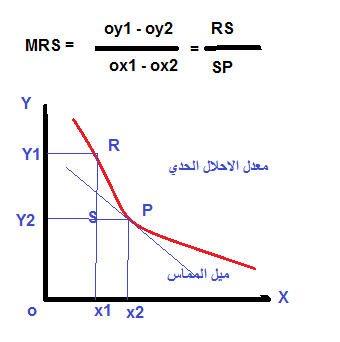 MRS = oy1 - oy2 / ox1 - ox2 = RS / SP
Y
Y1
R
معدل الاحلال الحدي
Y2
S
P
ميل المماس
X
o
x1
x2